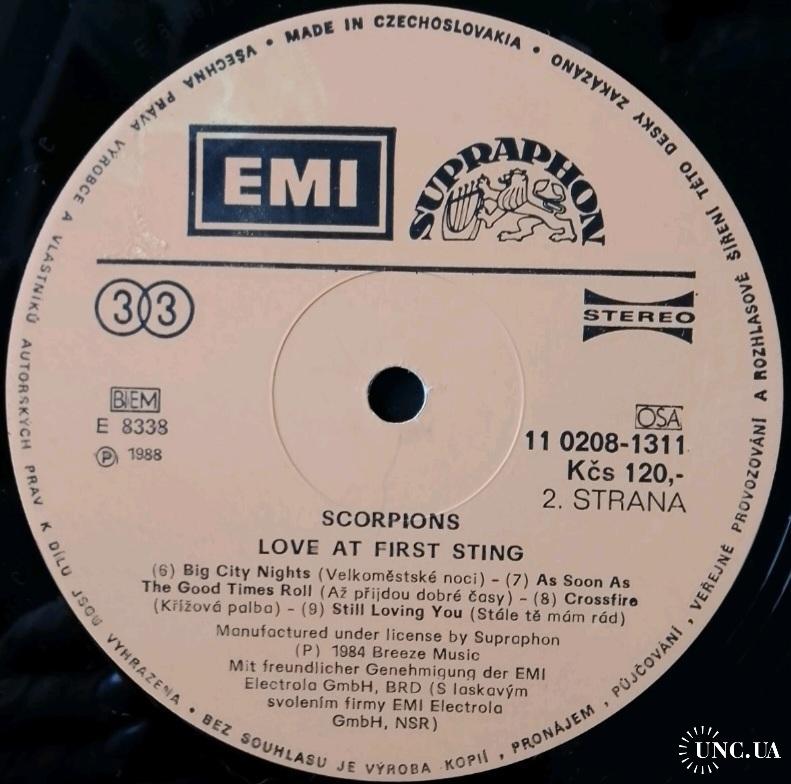 VŠECHNA PRÁVA VÝROBCE A VLASTNÍKŮ AUTORSKÝCH PRÁV K DÍLU JSOU VYHRAZENA • BEZ SOUHLASU JE VÝROBA KOPIÍ, PRONÁJEM, PŮJČOVÁNÍ, VEŘEJNÉ PROVOZOVÁNÍ A ROZHLASOVÉ ŠÍŘENÍ TÉTO DESKY ZAKÁZÁNO • MADE IN CZECHOSLOVAKIA •
EMI
SUPRAPHON
33
STEREO
BIEM
E 8338
Ⓟ 1988
OSA
11 0208-1311
Kčs 120,-
2. STRANA
SCORPIONS
LOVE AT FIRST STING
(6) Big City Nights (Velkoměstské noci) – (7) As Soon As
The Good Times Roll (Až přijdou dobré časy) – (8) Crossfire
(Křížová palba) – (9) Still Loving You (Stále tě mám rád)
Manufactured under license by Supraphon
(P) 1984 Breeze Music
Mit freundlicher Genehmigung der EMI
Electrola GmbH, BRD (S laskavým
svolením firmy EMI Electrola
GmbH, NSR)
UNC.UA